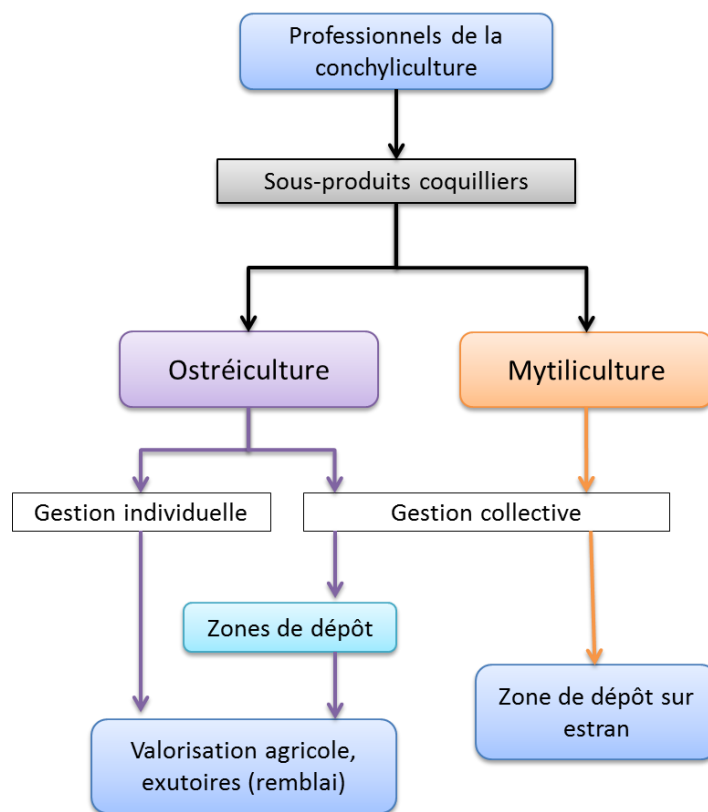 Professionnels de la
conchyliculture
Sous-produits coquilliers
Ostréiculture
Mytiliculture
Gestion individuelle
Gestion collective
Zones de dépôt
Zone de dépôt sur
estran
Valorisation agricole,
exutoires (remblai)